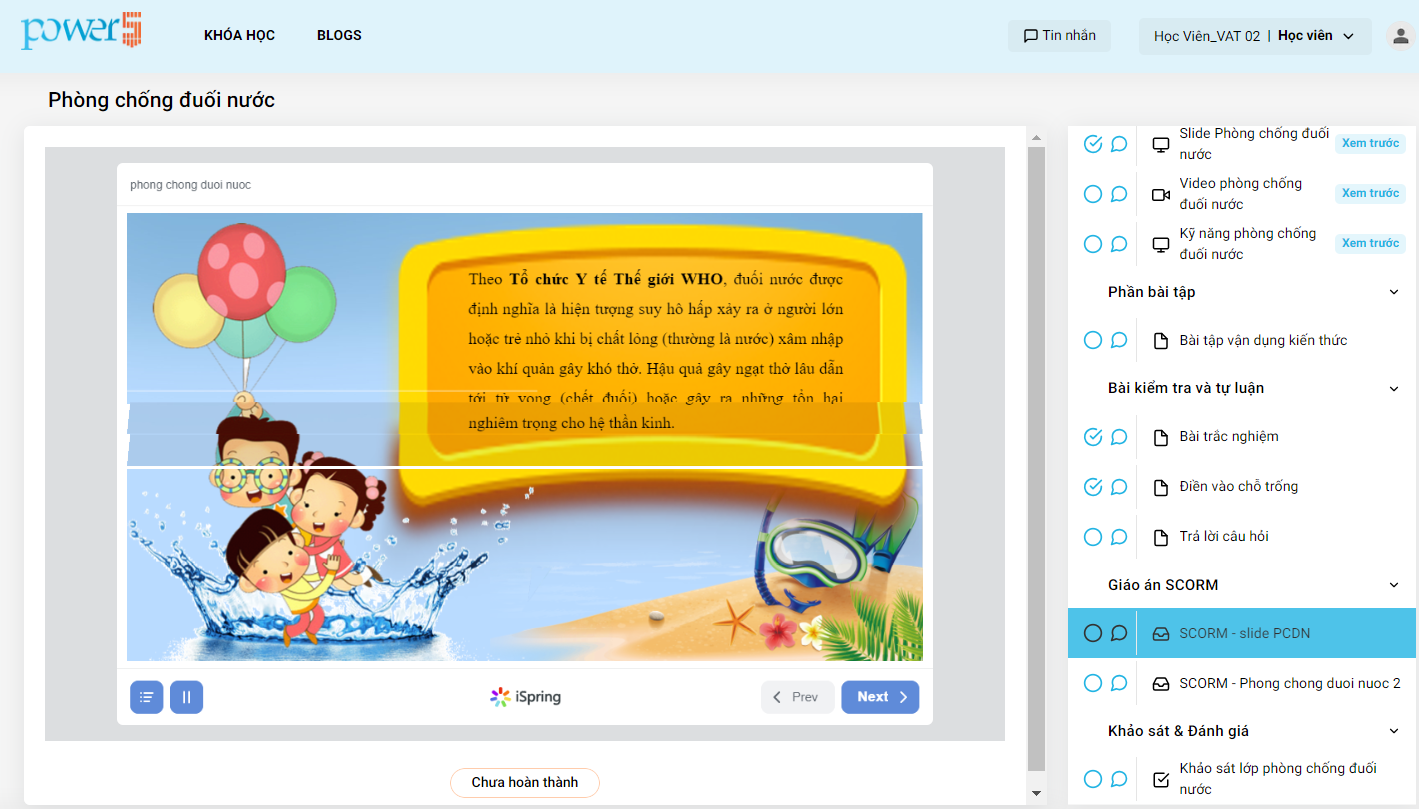 power5
KHÓA HỌC
BLOGS
Tin nhắn
Học Viên_VAT 02 | Học viên
Phòng chống đuối nước
phong chong duoi nuoc
Theo Tổ chức Y tế Thế giới WHO, đuối nước được
định nghĩa là hiện tượng suy hô hấp xảy ra ở người lớn
hoặc trẻ nhỏ khi bị chất lỏng (thường là nước) xâm nhập
vào khí quản gây khó thở. Hậu quả gây ngạt thở lâu dẫn
tới tử vong (chết đuối) hoặc gây ra những tổn hại
nghiêm trọng cho hệ thần kinh.
iSpring
Prev
Next
Chưa hoàn thành
Slide Phòng chống đuối
nước
Xem trước
Video phòng chống
đuối nước
Xem trước
Kỹ năng phòng chống
đuối nước
Xem trước
Phần bài tập
Bài tập vận dụng kiến thức
Bài kiểm tra và tự luận
Bài trắc nghiệm
Điền vào chỗ trống
Trả lời câu hỏi
Giáo án SCORM
SCORM - slide PCDN
SCORM - Phong chong duoi nuoc 2
Khảo sát & Đánh giá
Khảo sát lớp phòng chống đuối
nước